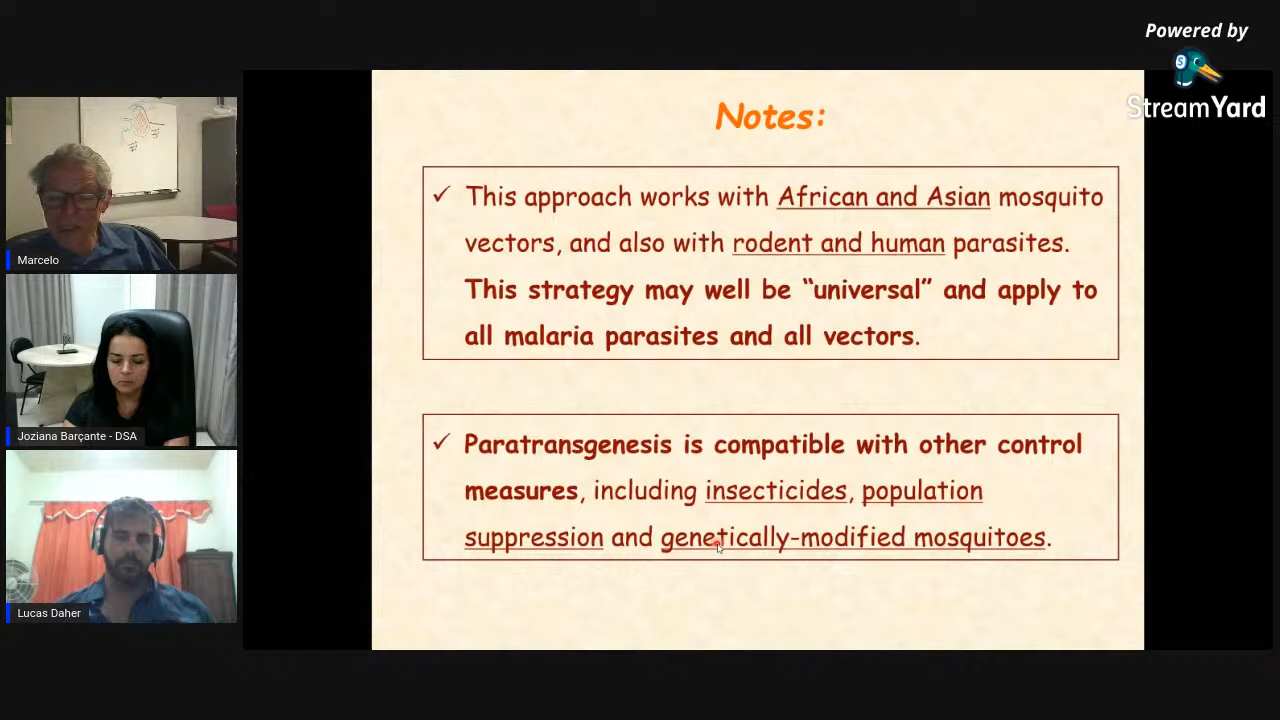 Powered by
StreamYard
Notes:
✓ This approach works with African and Asian mosquito
vectors, and also with rodent and human parasites.
This strategy may well be “universal” and apply to
all malaria parasites and all vectors.
✓ Paratransgenesis is compatible with other control
measures, including insecticides, population
suppression and genetically-modified mosquitoes.
Marcelo
Joziana Barçante - DSA
Lucas Daher